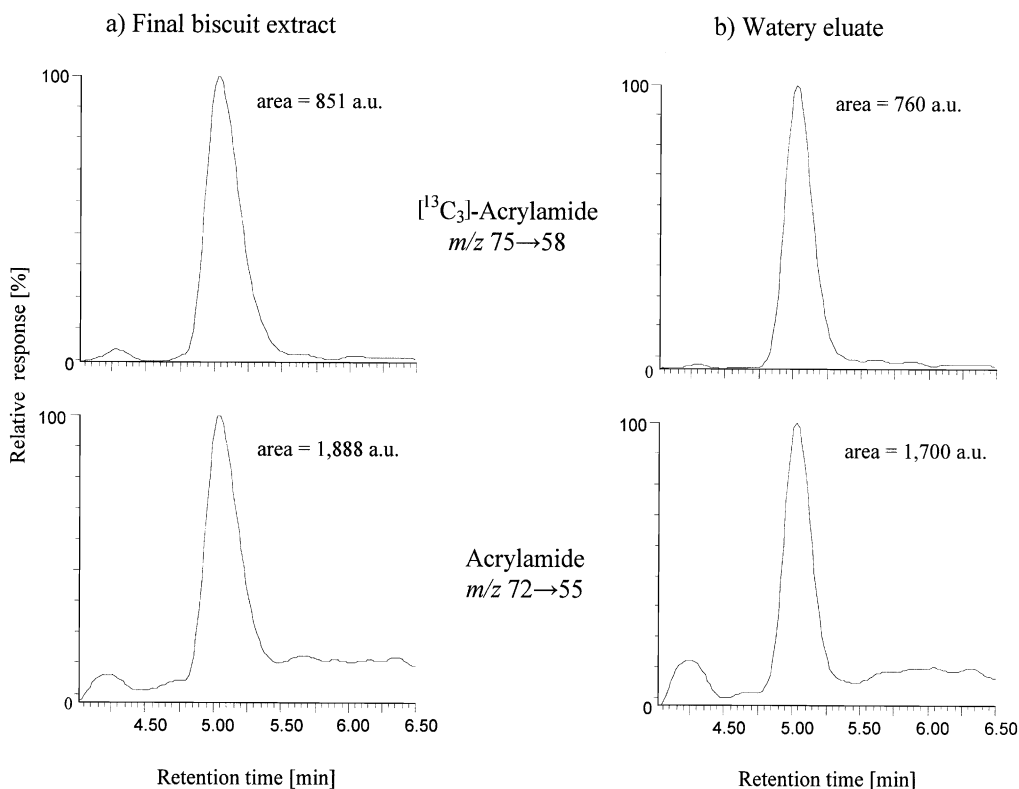 a) Final biscuit extract
b) Watery eluate
100
area = 851 a.u.
100
area = 760 a.u.
[¹³C₃]-Acrylamide
m/z 75→58
0
0
Relative response [%]
100
area = 1,888 a.u.
100
area = 1,700 a.u.
Acrylamide
m/z 72→55
0
0
4.50 5.00 5.50 6.00 6.50
4.50 5.00 5.50 6.00 6.50
Retention time [min]
Retention time [min]